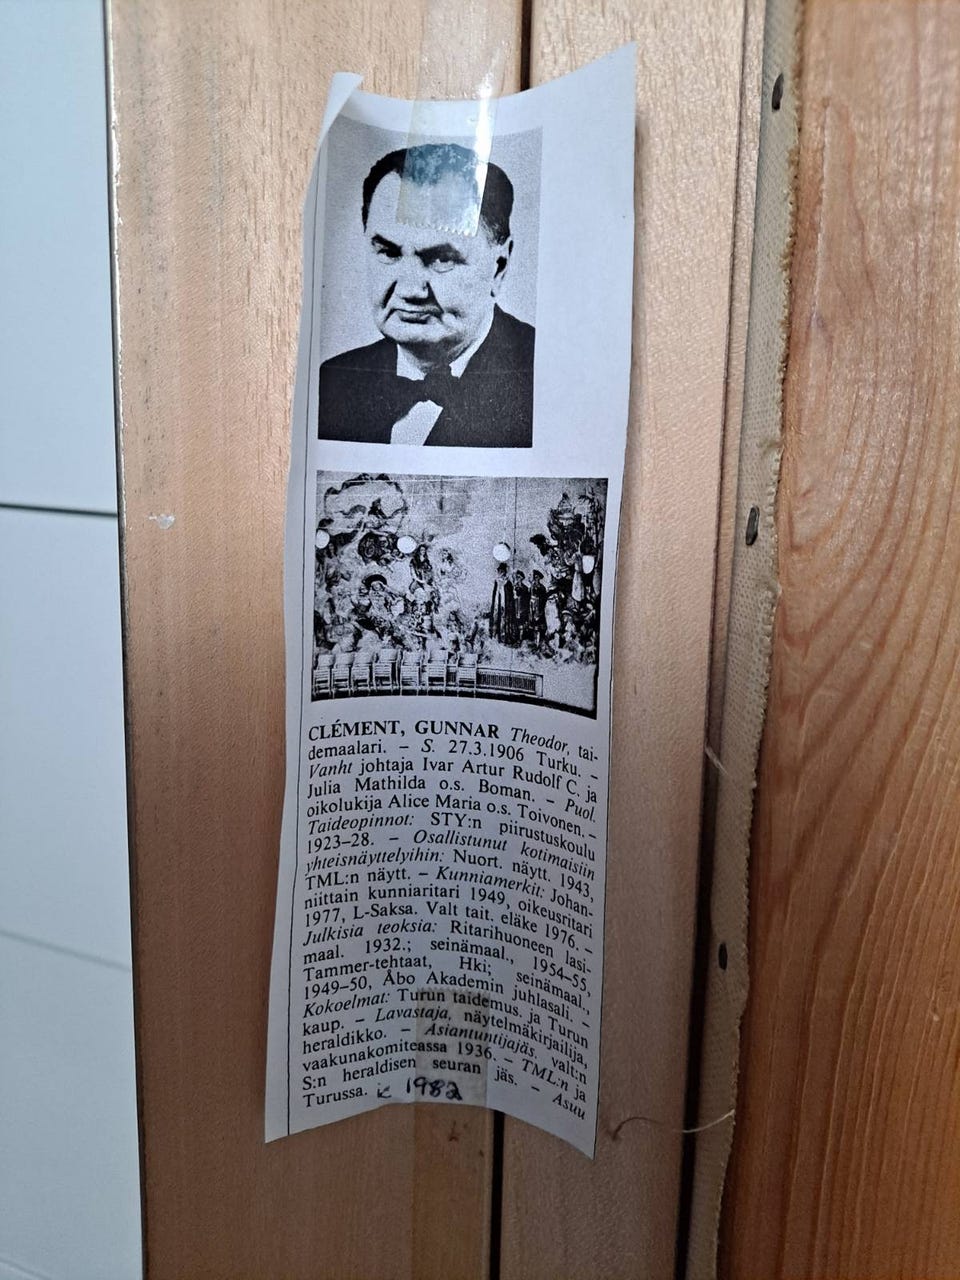 CLÉMENT, GUNNAR Theodor, tai-
demaalari. – S. 27.3.1906 Turku. –
Vanht johtaja Ivar Artur Rudolf C. ja
Julia Mathilda o.s. Boman. – Puol.
oikolukija Alice Maria o.s. Toivonen. –
Taideopinnot: STY:n piirustuskoulu
1923–28. – Osallistunut kotimaisiin
yhteisnäyttelyihin: Nuort. näytt. 1943,
TML:n näytt. – Kunniamerkit: Johan-
niittain kunniaritari 1949, oikeusritari
1977, L-Saksa. Valt tait. eläke 1976. –
Julkisia teoksia: Ritarihuoneen lasi-
maal. 1932.; seinämaal., 1954–55,
Tammer-tehtaat, Hki; seinämaal.,
1949–50, Åbo Akademin juhlasali. –
Kokoelmat: Turun taidemus. ja Turun
kaup. – Lavastaja, näytelmäkirjailija,
heraldikko. – Asiantuntijajäs. valt:n
vaakunakomiteassa 1936. – TML:n ja
S:n heraldisen seuran jäs. – Asuu
Turussa. K 1982